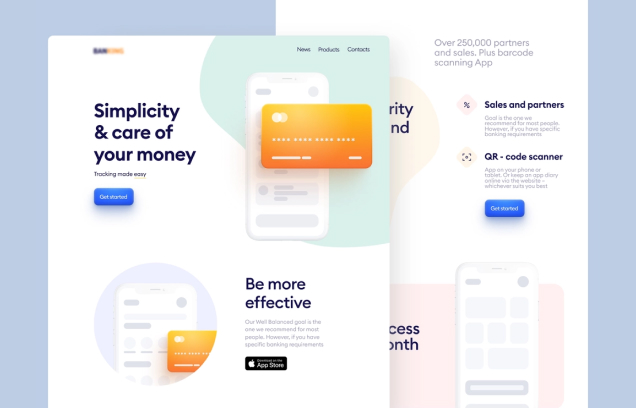 BANKING
News Products Contacts
Simplicity
& care of
your money
Tracking made easy
Get started
Be more
effective
Our Well Balanced goal is the
one we recommend for most
people. However, if you have
specific banking requirements
Download on the
App Store
Over 250,000 partners
and sales. Plus barcode
scanning App
rity
nd
Sales and partners
Goal is the one we
recommend for most people.
However, if you have specific
banking requirements
QR - code scanner
App on your phone or
tablet. Or keep an app diary
online via the website –
whichever suits you best
Get started
cess
onth